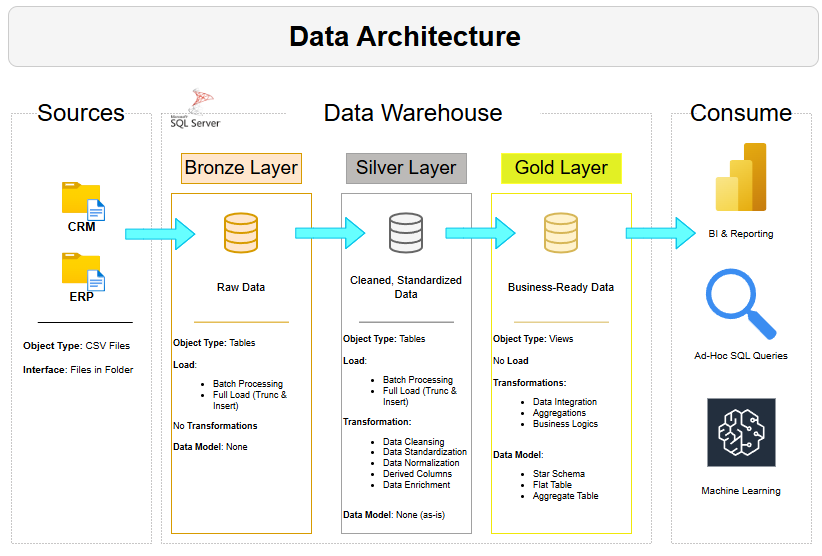 Data Architecture
Sources
CRM
ERP
Object Type: CSV Files
Interface: Files in Folder
Microsoft
SQL Server
Data Warehouse
Bronze Layer
Raw Data
Object Type: Tables
Load:
Batch Processing
Full Load (Trunc &
Insert)
No Transformations
Data Model: None
Silver Layer
Cleaned, Standardized
Data
Object Type: Tables
Load:
Batch Processing
Full Load (Trunc &
Insert)
Transformation:
Data Cleansing
Data Standardization
Data Normalization
Derived Columns
Data Enrichment
Data Model: None (as-is)
Gold Layer
Business-Ready Data
Object Type: Views
No Load
Transformations:
Data Integration
Aggregations
Business Logics
Data Model:
Star Schema
Flat Table
Aggregate Table
Consume
BI & Reporting
Ad-Hoc SQL Queries
Machine Learning